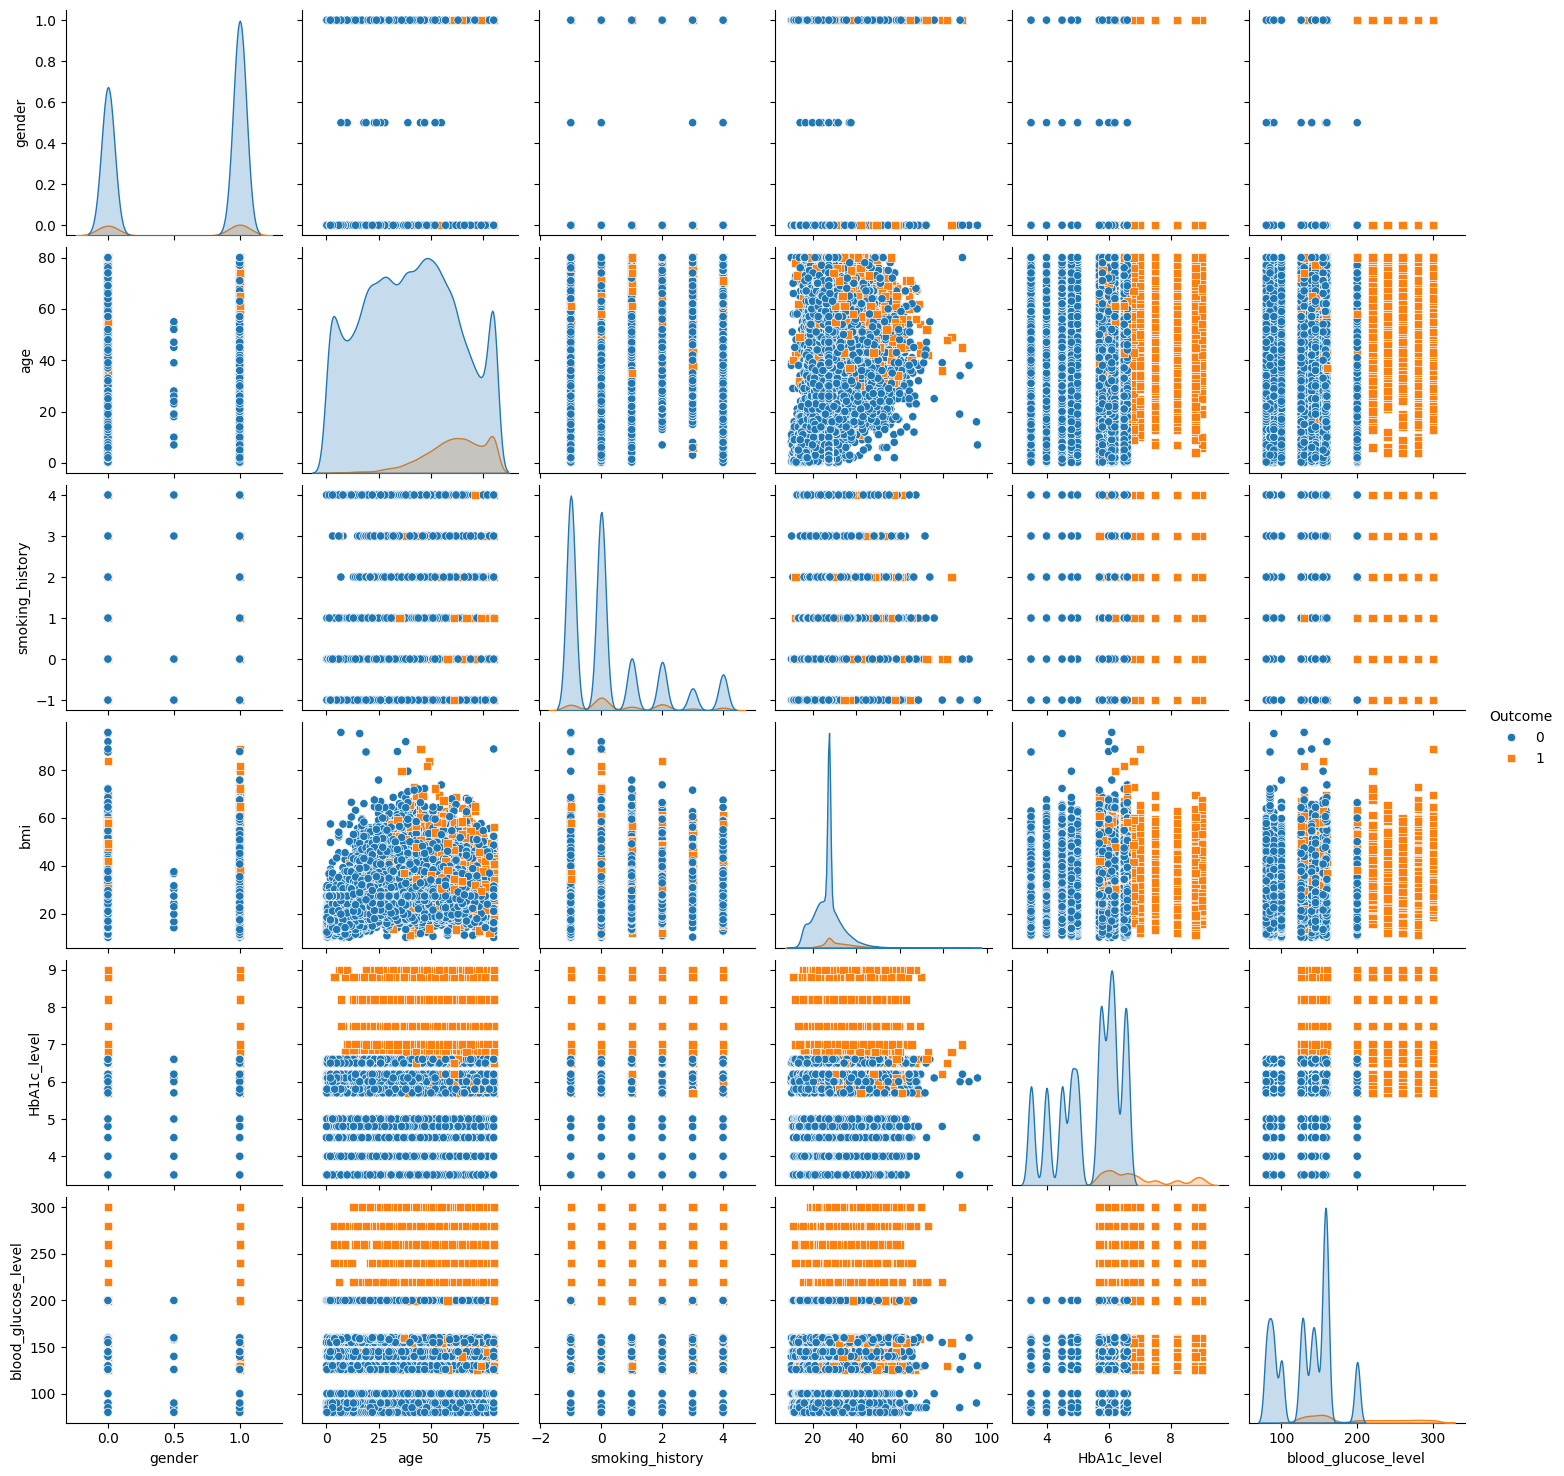 1.0
0.8
0.6
0.4
0.2
0.0
gender
80
60
40
20
0
age
4
3
2
1
0
−1
smoking_history
80
60
40
20
bmi
9
8
7
6
5
4
HbA1c_level
300
250
200
150
100
blood_glucose_level
0.0 0.5 1.0
gender
0 25 50 75
age
−2 0 2 4
smoking_history
20 40 60 80 100
bmi
4 6 8
HbA1c_level
100 200 300
blood_glucose_level
Outcome
0
1